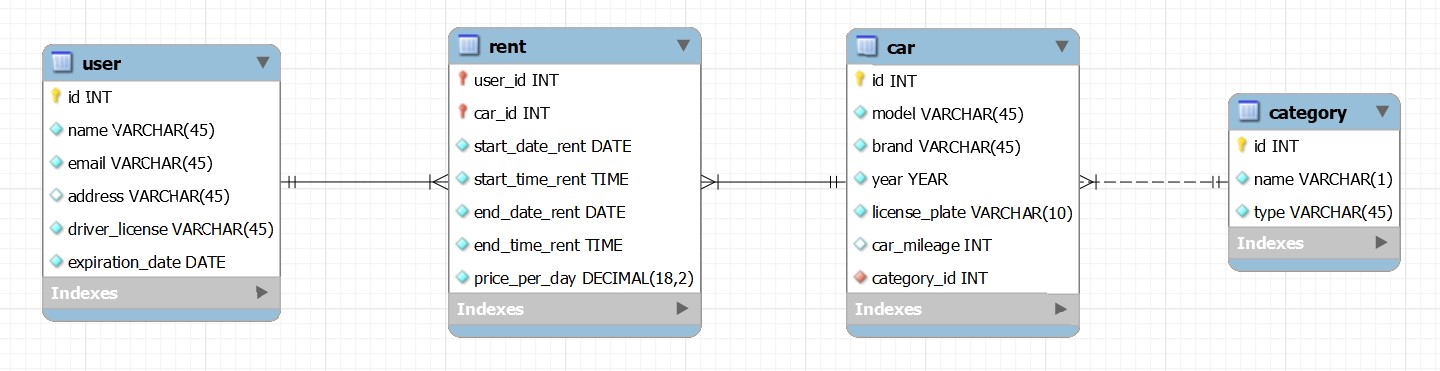 user
id INT
name VARCHAR(45)
email VARCHAR(45)
address VARCHAR(45)
driver_license VARCHAR(45)
expiration_date DATE
Indexes
rent
user_id INT
car_id INT
start_date_rent DATE
start_time_rent TIME
end_date_rent DATE
end_time_rent TIME
price_per_day DECIMAL(18,2)
Indexes
car
id INT
model VARCHAR(45)
brand VARCHAR(45)
year YEAR
license_plate VARCHAR(10)
car_mileage INT
category_id INT
Indexes
category
id INT
name VARCHAR(1)
type VARCHAR(45)
Indexes